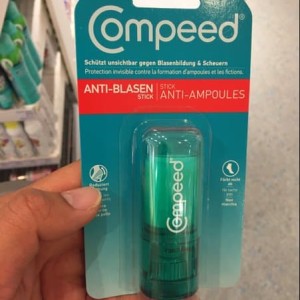 Compeed®
Schützt unsichtbar gegen Blasenbildung & Scheuern
Protection invisible contre la formation d'ampoules et les frictions.
ANTI-BLASEN
STICK
STICK
ANTI-AMPOULES
Compeed
Reduziert